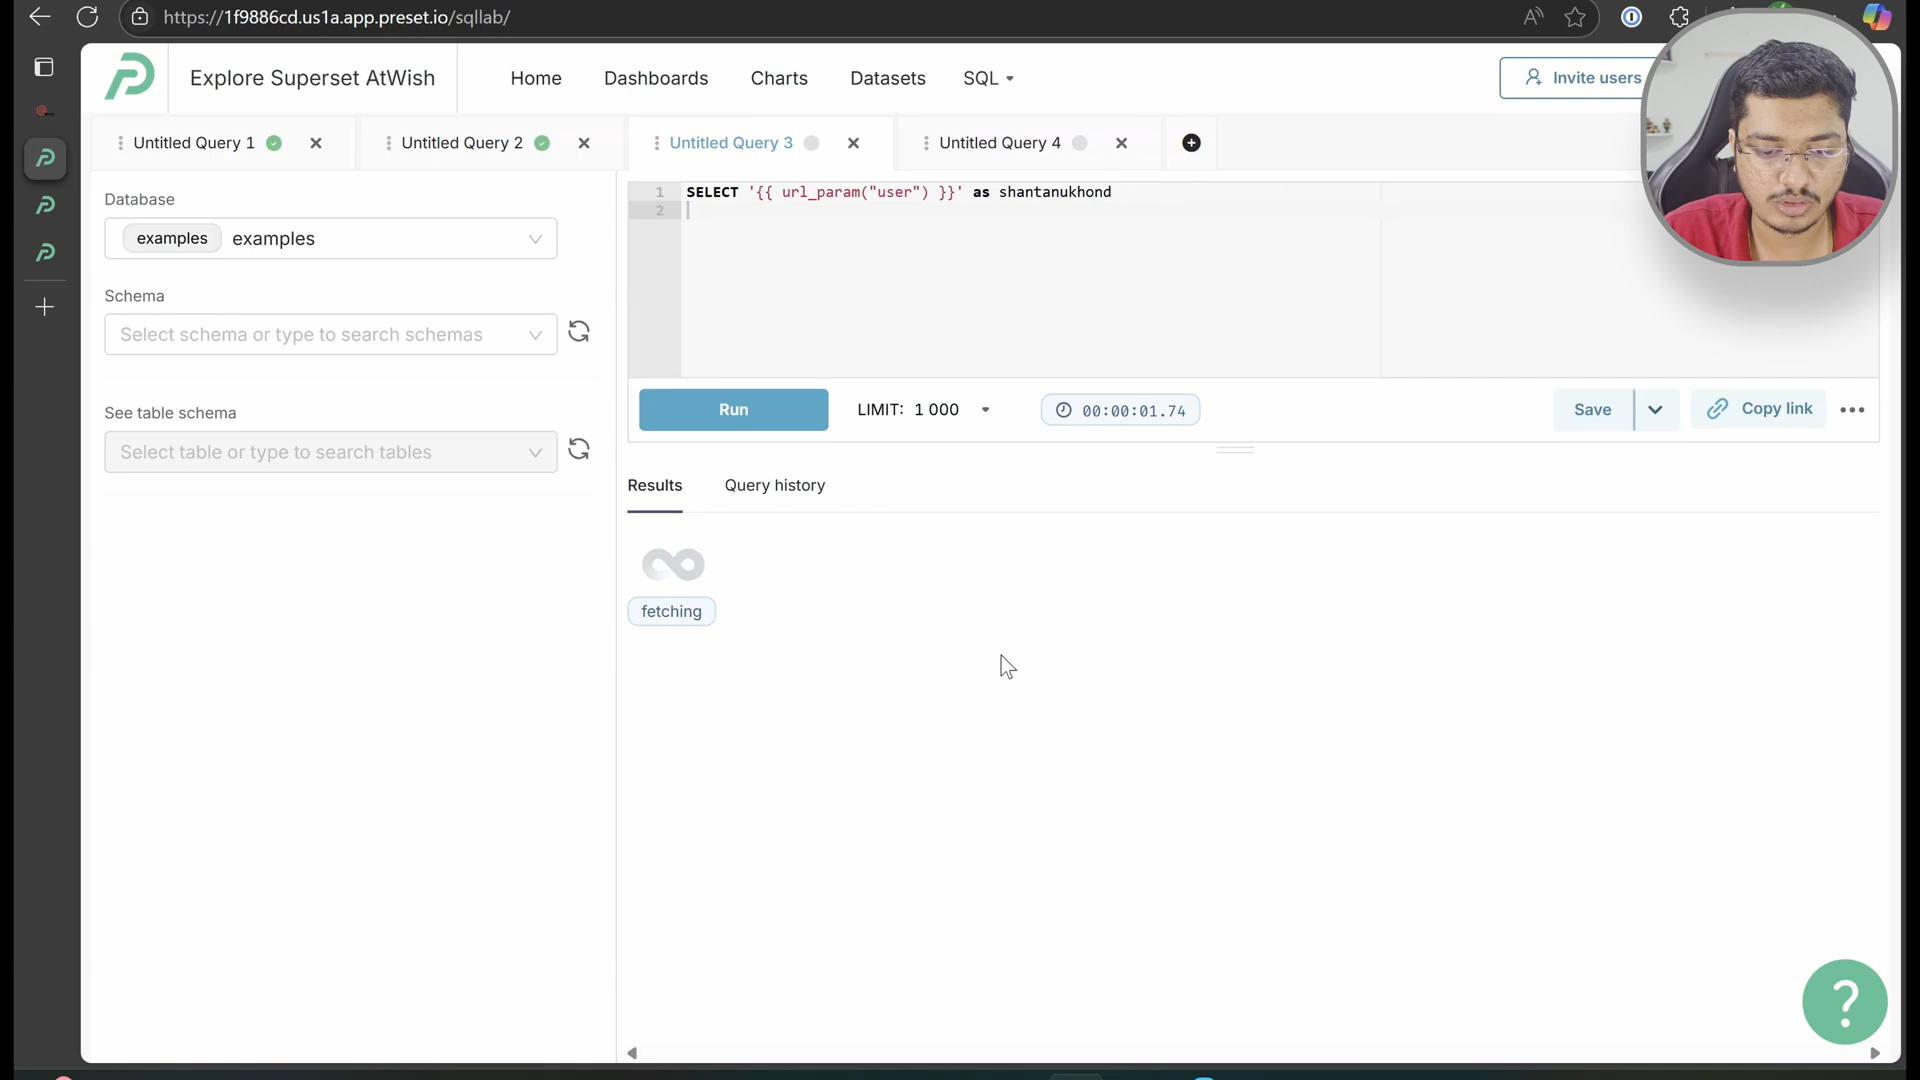 https://1f9886cd.us1a.app.preset.io/sqllab/
Explore Superset AtWish
Home
Dashboards
Charts
Datasets
SQL
Invite users
Untitled Query 1
Untitled Query 2
Untitled Query 3
Untitled Query 4
Database
examples examples
Schema
Select schema or type to search schemas
See table schema
Select table or type to search tables
1 SELECT '{{ url_param("user") }}' as shantanukhond
2
Run
LIMIT: 1 000
00:00:01.74
Save
Copy link
Results
Query history
fetching